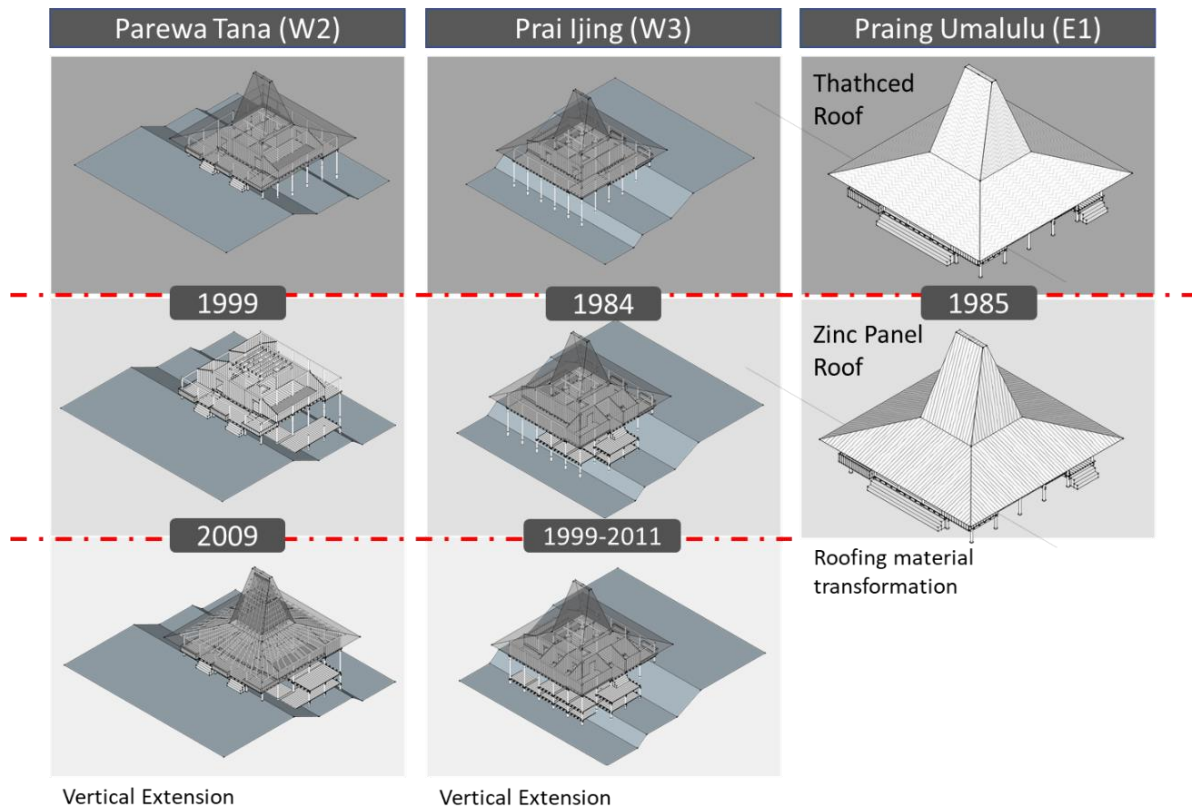 Parewa Tana (W2)
Prai Ijing (W3)
Praing Umalulu (E1)
Thathced
Roof
1999
1984
1985
Zinc Panel
Roof
2009
1999-2011
Roofing material
transformation
Vertical Extension
Vertical Extension